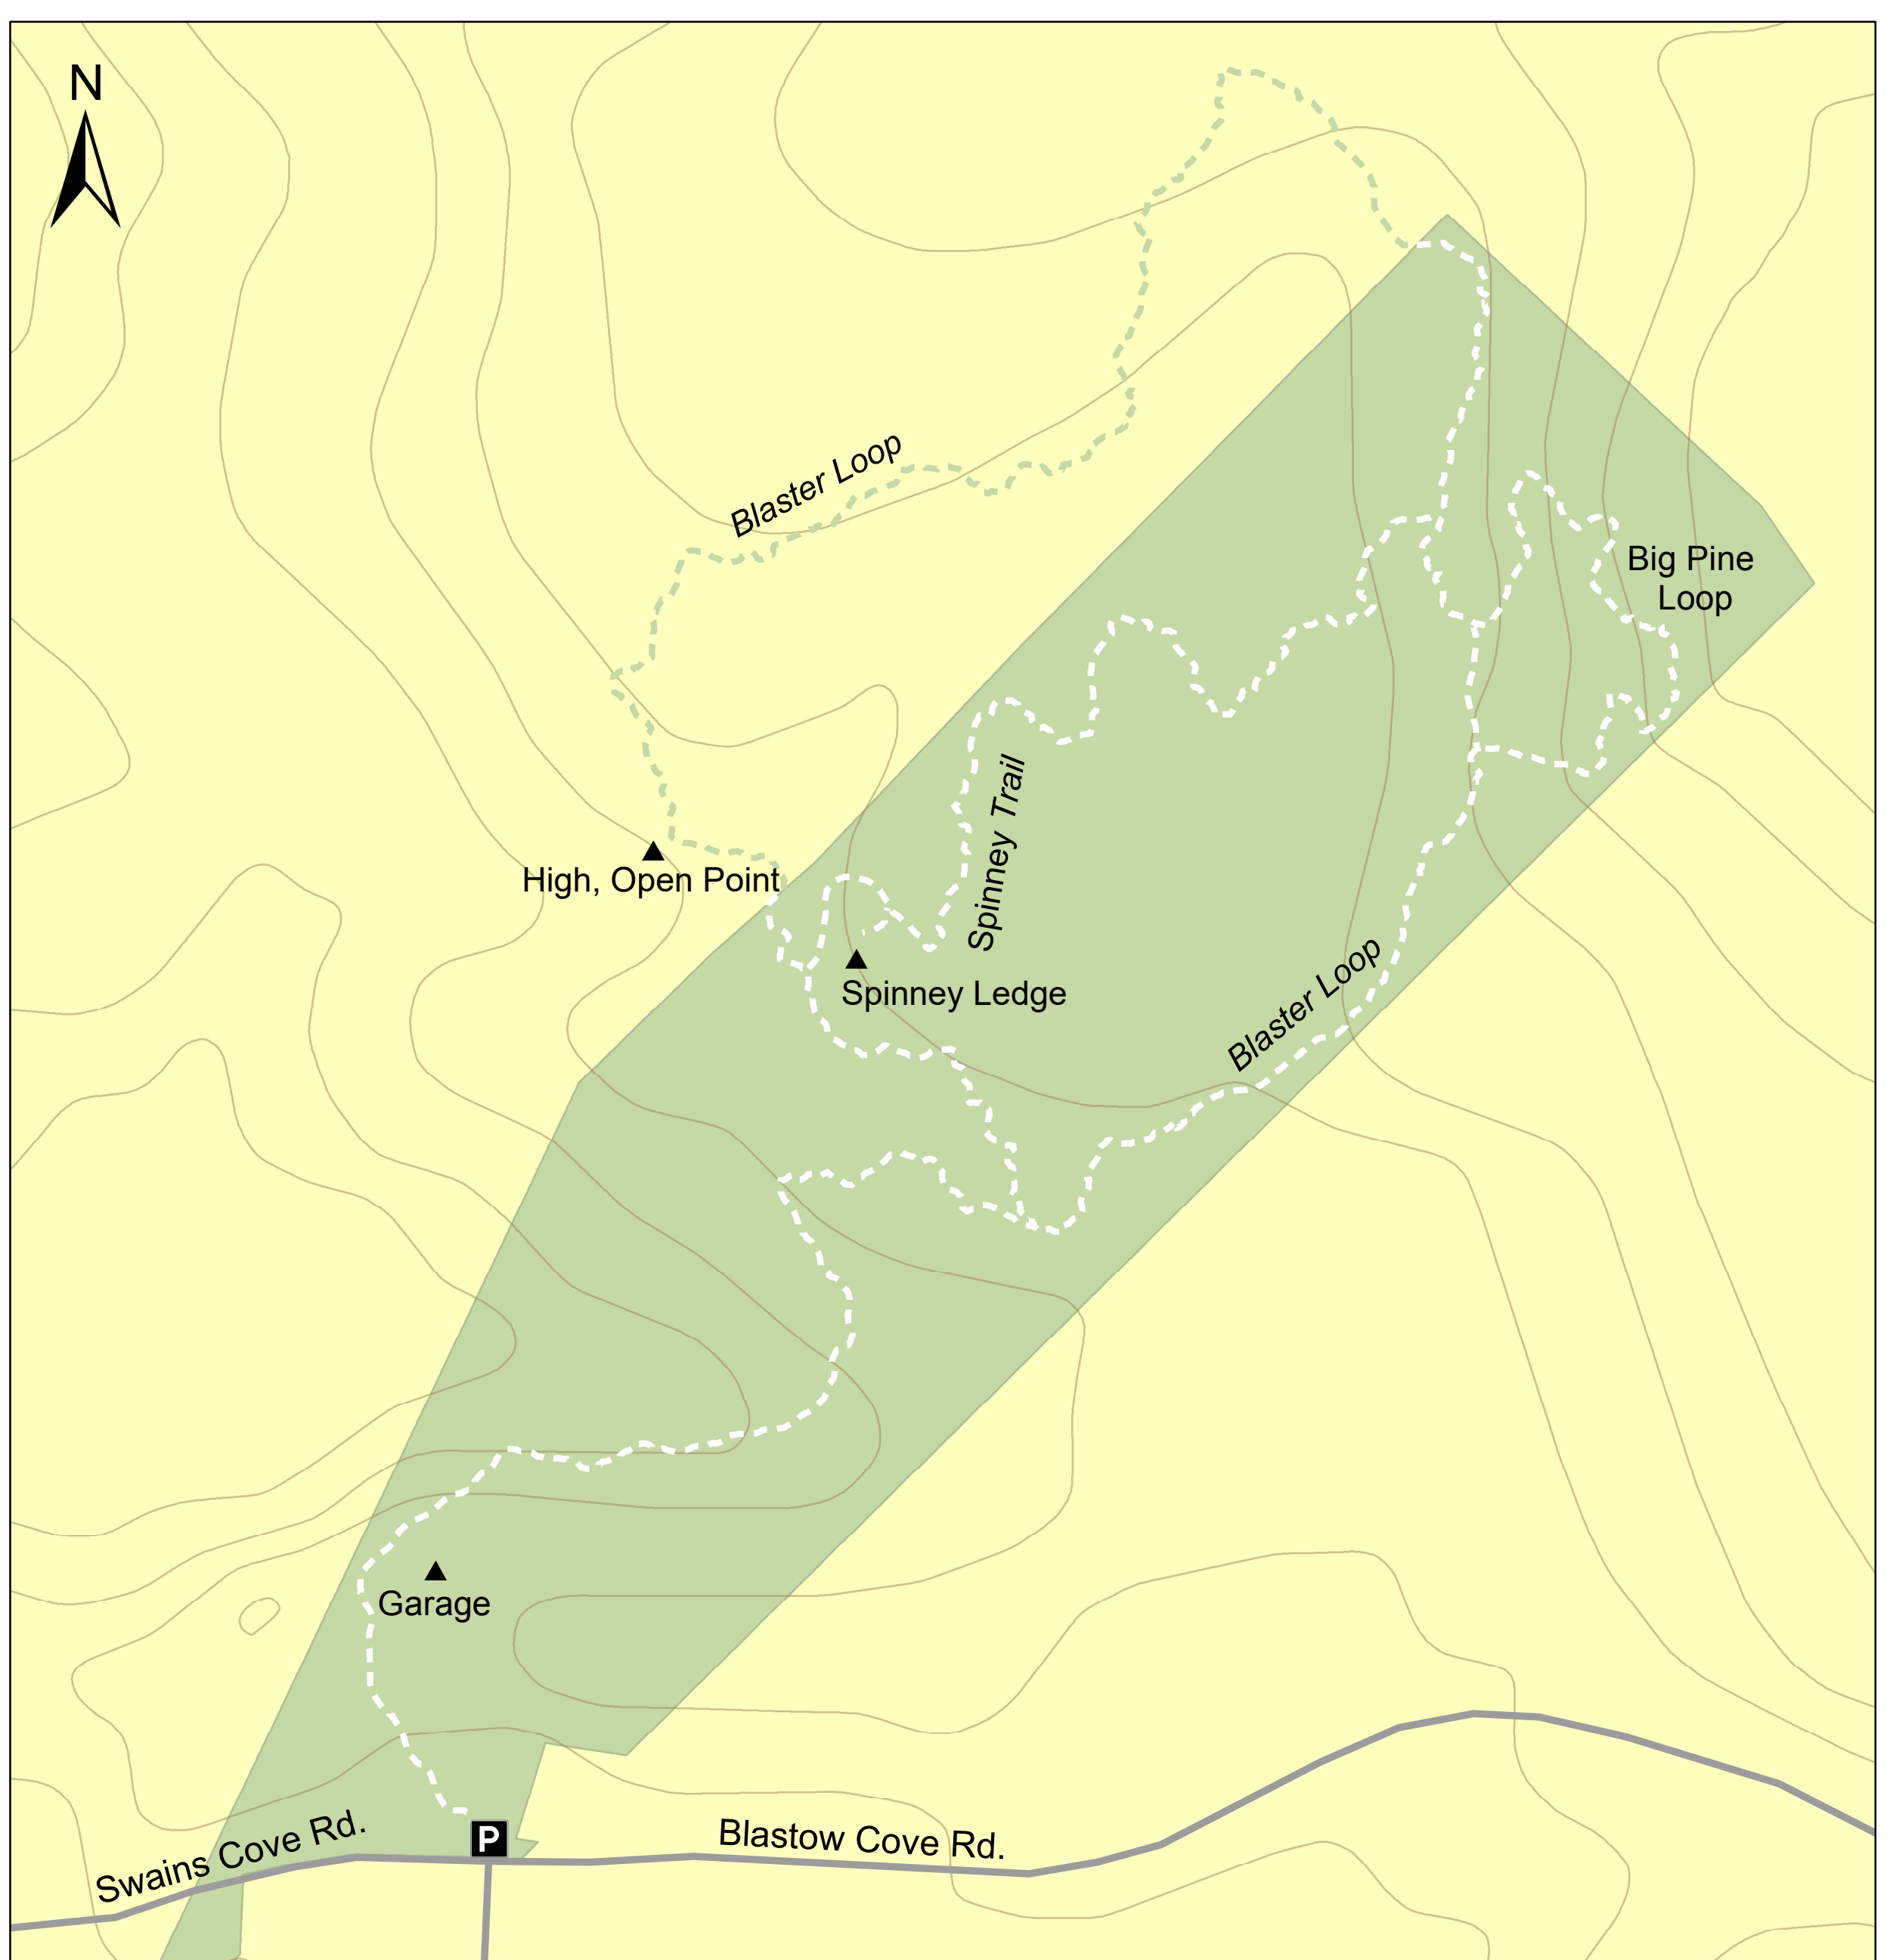 N
Blaster Loop
Big Pine
Loop
Spinney Trail
High, Open Point
Spinney Ledge
Blaster Loop
Garage
P
Swains Cove Rd.
Blastow Cove Rd.